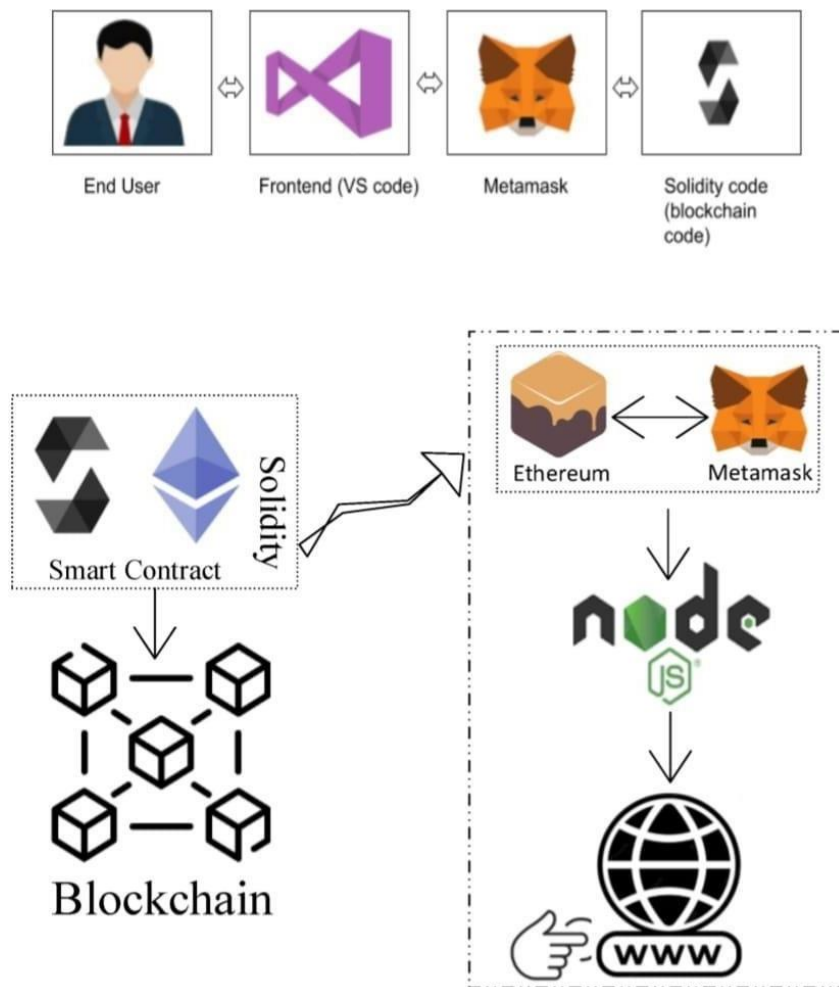 End User
Frontend (VS code)
Metamask
Solidity code
(blockchain
code)
Solidity
Smart Contract
Ethereum
Metamask
node
JS
®
Blockchain
www